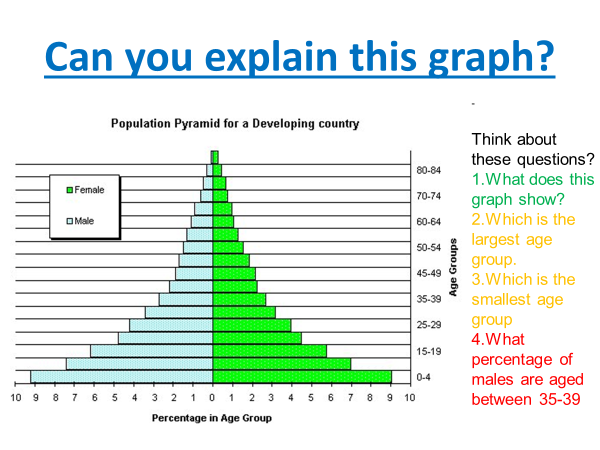 Can you explain this graph?
-
Population Pyramid for a Developing country
Female
Male
80-84
70-74
60-64
50-54
45-49
35-39
25-29
15-19
0-4
Age Groups
10 9 8 7 6 5 4 3 2 1 0 1 2 3 4 5 6 7 8 9 10
Percentage in Age Group
Think about
these questions?
1.What does this
graph show?
2.Which is the
largest age
group.
3.Which is the
smallest age
group
4.What
percentage of
males are aged
between 35-39